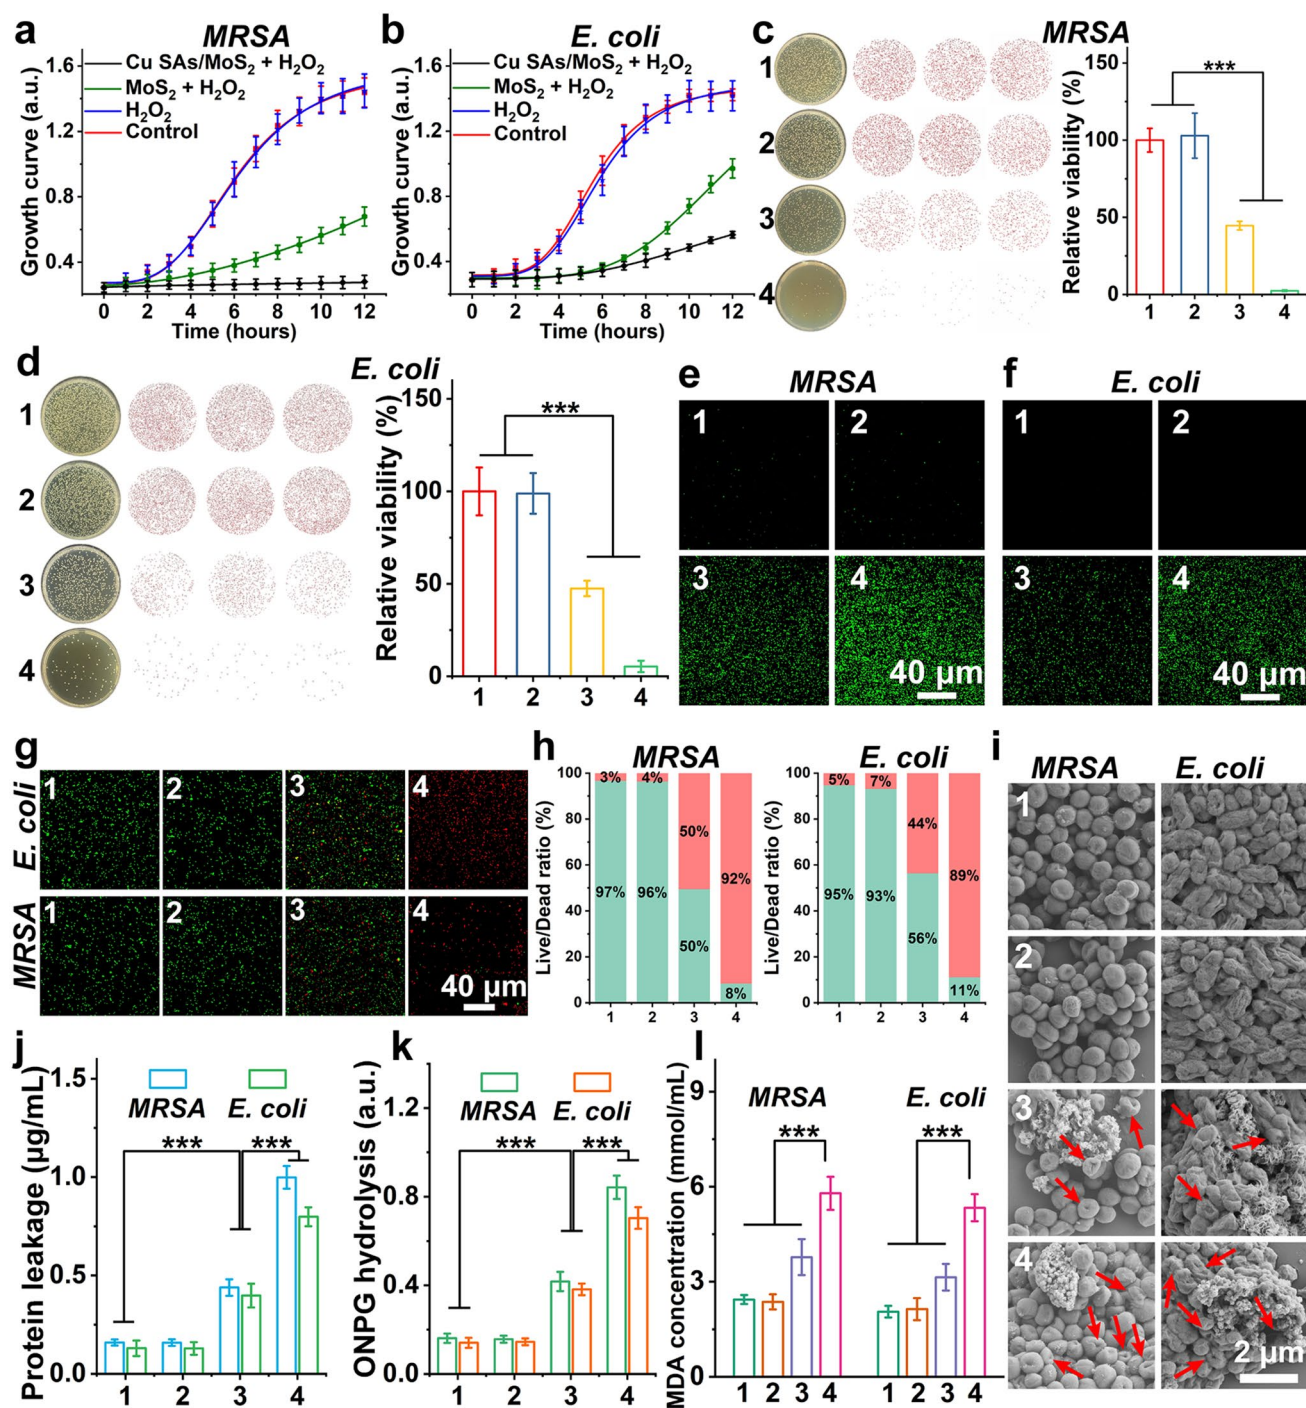 a
MRSA
Cu SAs/MoS₂ + H₂O₂
MoS₂ + H₂O₂
H₂O₂
Control
Growth curve (a.u.)
1.6
1.2
0.8
0.4
0 2 4 6 8 10 12
Time (hours)
b
E. coli
Cu SAs/MoS₂ + H₂O₂
MoS₂ + H₂O₂
H₂O₂
Control
Growth curve (a.u.)
1.6
1.2
0.8
0.4
0 2 4 6 8 10 12
Time (hours)
c
MRSA
1
2
3
4
Relative viability (%)
150
100
50
0
***
1 2 3 4
d
E. coli
1
2
3
4
Relative viability (%)
150
100
50
0
***
1 2 3 4
e
MRSA
1 2
3 4
40 µm
f
E. coli
1 2
3 4
40 µm
g
E. coli
1 2 3 4
MRSA
1 2 3 4
40 µm
h
MRSA
Live/Dead ratio (%)
100
80
60
40
20
0
3% 4%
50% 92%
97% 96%
50% 8%
1 2 3 4
E. coli
Live/Dead ratio (%)
100
80
60
40
20
0
5% 7%
44% 89%
95% 93%
56% 11%
1 2 3 4
i
MRSA E. coli
1
2
3
4
2 µm
j
Protein leakage (µg/mL)
1.5
1.0
0.5
0.0
MRSA E. coli
*** ***
1 2 3 4
k
ONPG hydrolysis (a.u.)
1.2
0.8
0.4
0.0
MRSA E. coli
*** ***
1 2 3 4
l
MDA concentration (mmol/mL)
9
6
3
0
MRSA E. coli
*** ***
1 2 3 4 1 2 3 4